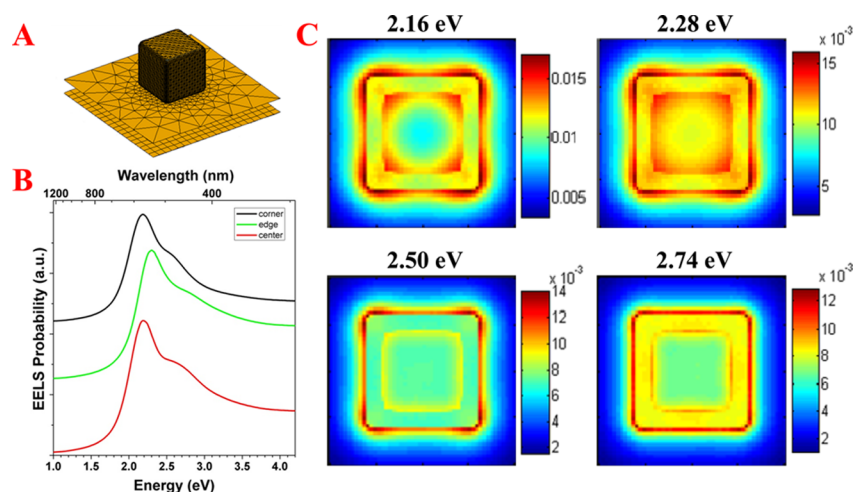 A
B
Wavelength (nm)
1200 800 400
corner
edge
center
EELS Probability (a.u.)
1.0 1.5 2.0 2.5 3.0 3.5 4.0
Energy (eV)
C
2.16 eV
0.015
0.01
0.005
2.28 eV
x 10⁻³
15
10
5
2.50 eV
x 10⁻³
14
12
10
8
6
4
2
2.74 eV
x 10⁻³
12
10
8
6
4
2